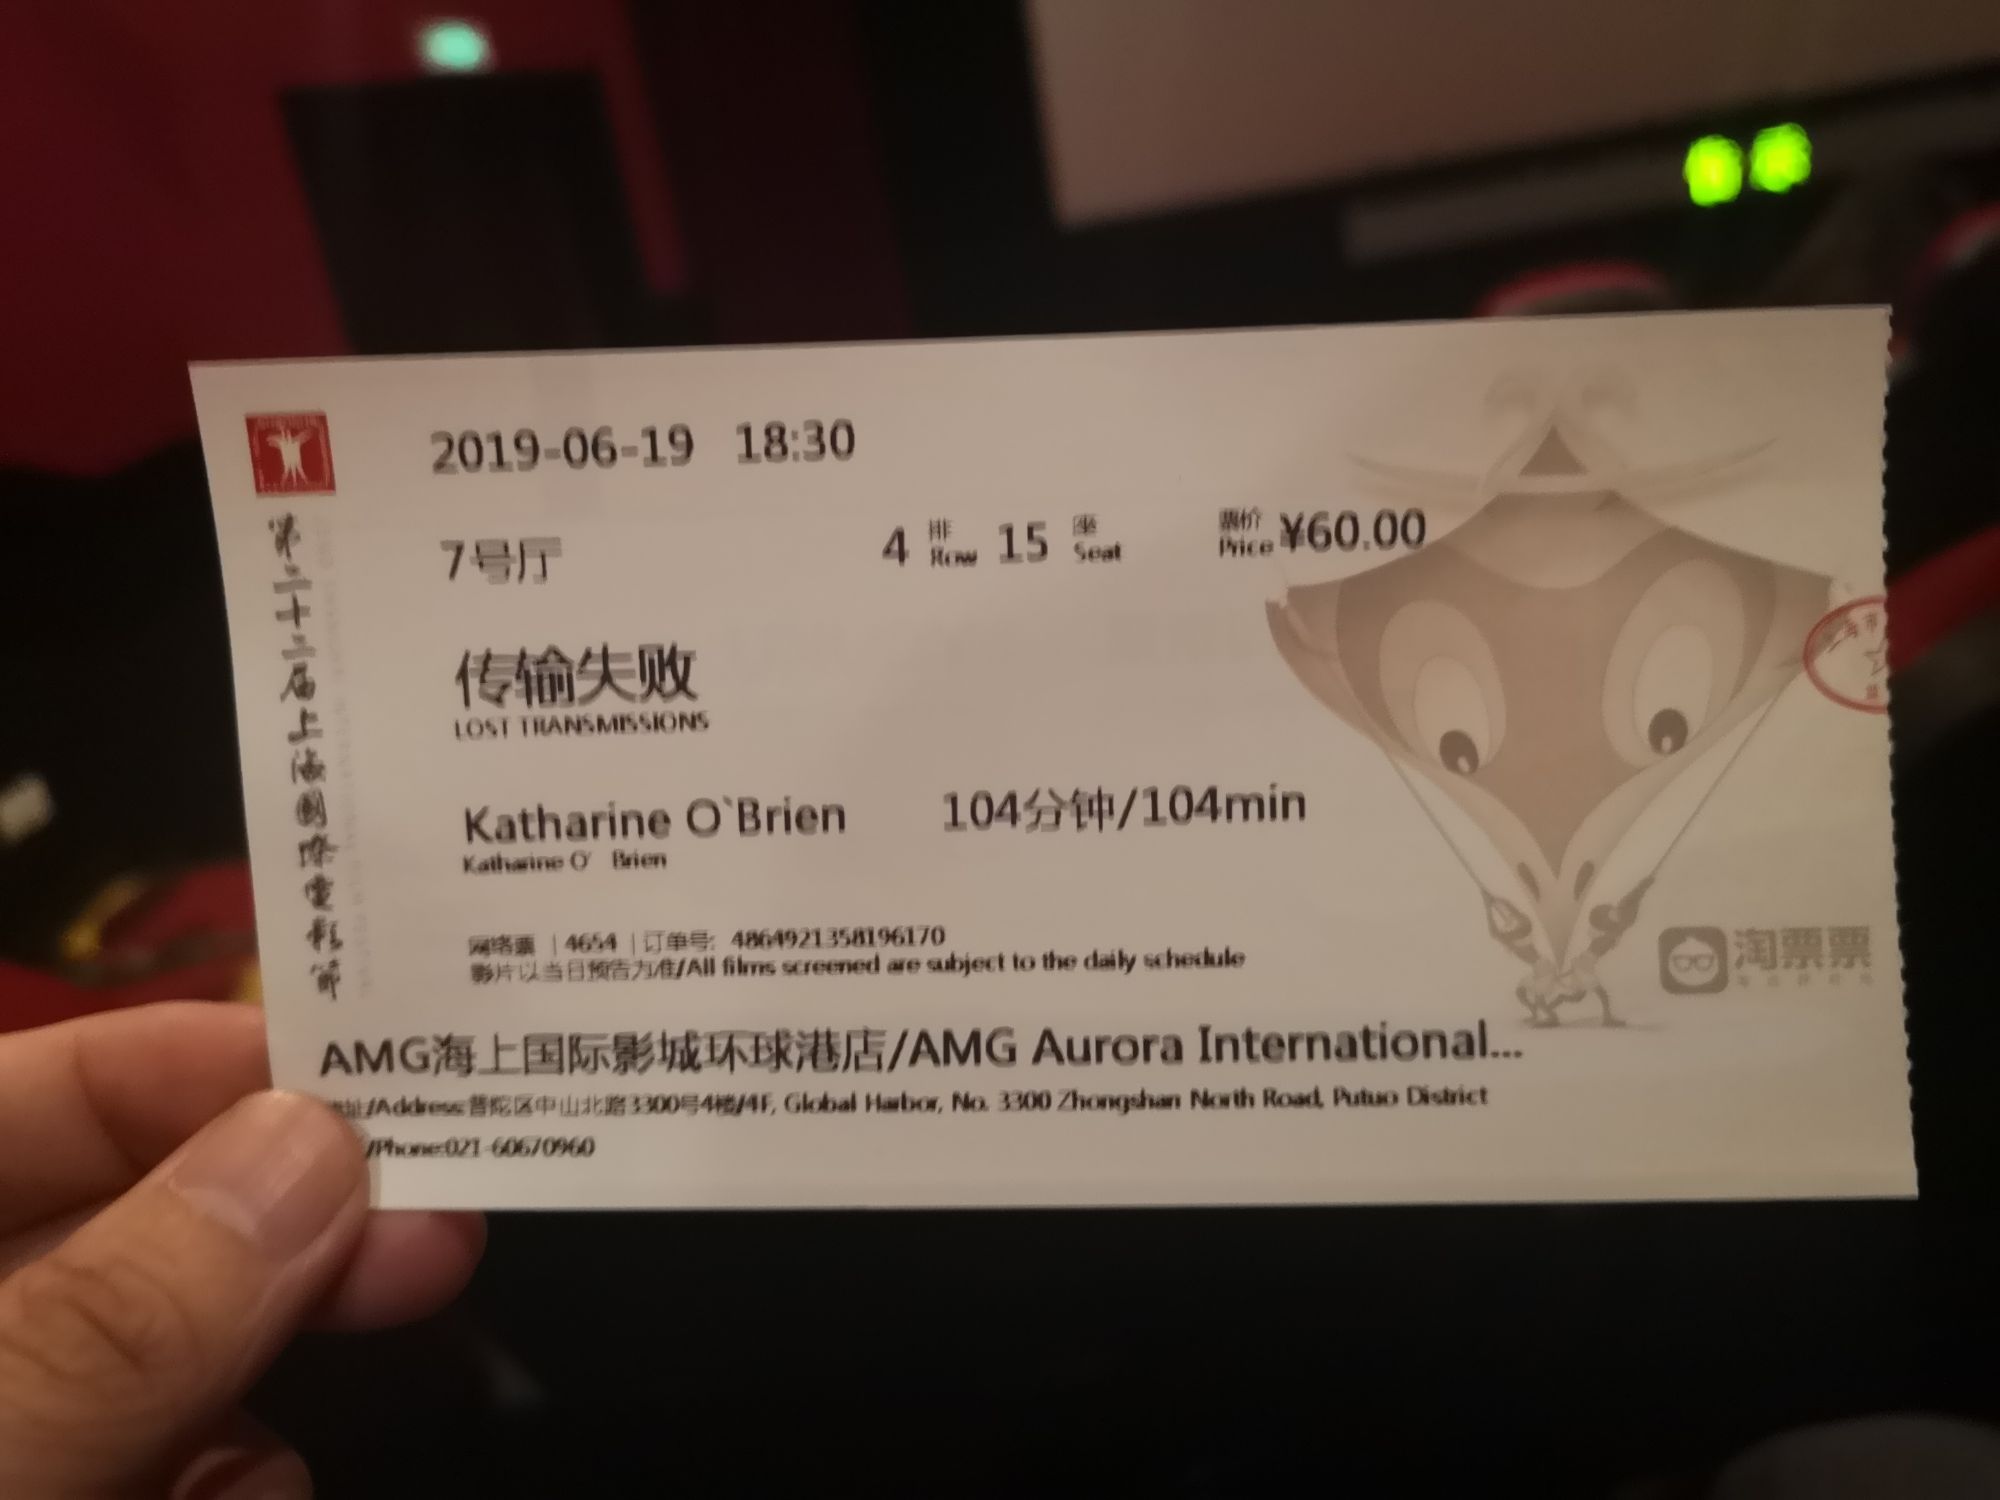 第二十二届上海國際電影節
2019-06-19 18:30
7号厅 4 排 Row 15 座 Seat 票价 Price ¥60.00
传输失败
LOST TRANSMISSIONS
Katharine O`Brien 104分钟/104min
Katharine O' Brien
网络票 | 4654 | 订单号: 4864921358196170
影片以当日预告为准/All films screened are subject to the daily schedule
淘票票
AMG海上国际影城环球港店/AMG Aurora International...
址/Address:普陀区中山北路3300号4楼/4F, Global Harbor, No. 3300 Zhongshan North Road, Putuo District
/Phone:021-60670960